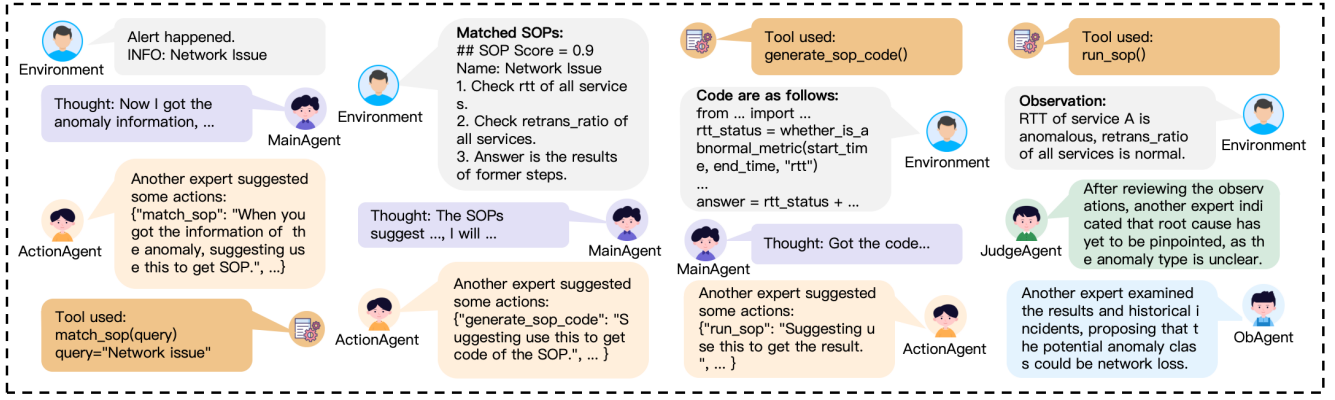 Alert happened.
INFO: Network Issue
Environment
Thought: Now I got the
anomaly information, ...
MainAgent
Another expert suggested
some actions:
{"match_sop": "When you
got the information of th
e anomaly, suggesting us
e this to get SOP.", ...}
ActionAgent
Tool used:
match_sop(query)
query="Network issue"
Matched SOPs:
## SOP Score = 0.9
Name: Network Issue
1. Check rtt of all service
s.
2. Check retrans_ratio of
all services.
3. Answer is the results
of former steps.
Environment
Thought: The SOPs
suggest ..., I will ...
MainAgent
Another expert suggested
some actions:
{"generate_sop_code": "S
uggesting use this to get
code of the SOP.", ... }
ActionAgent
Tool used:
generate_sop_code()
Code are as follows:
from ... import ...
rtt_status = whether_is_a
bnormal_metric(start_tim
e, end_time, "rtt")
...
answer = rtt_status + ...
Environment
Thought: Got the code...
MainAgent
Another expert suggested
some actions:
{"run_sop": "Suggesting u
se this to get the result.
", ... }
ActionAgent
Tool used:
run_sop()
Observation:
RTT of service A is
anomalous, retrans_ratio
of all services is normal.
Environment
After reviewing the observ
ations, another expert indi
cated that root cause has
yet to be pinpointed, as th
e anomaly type is unclear.
JudgeAgent
Another expert examined
the results and historical i
ncidents, proposing that t
he potential anomaly clas
s could be network loss.
ObAgent